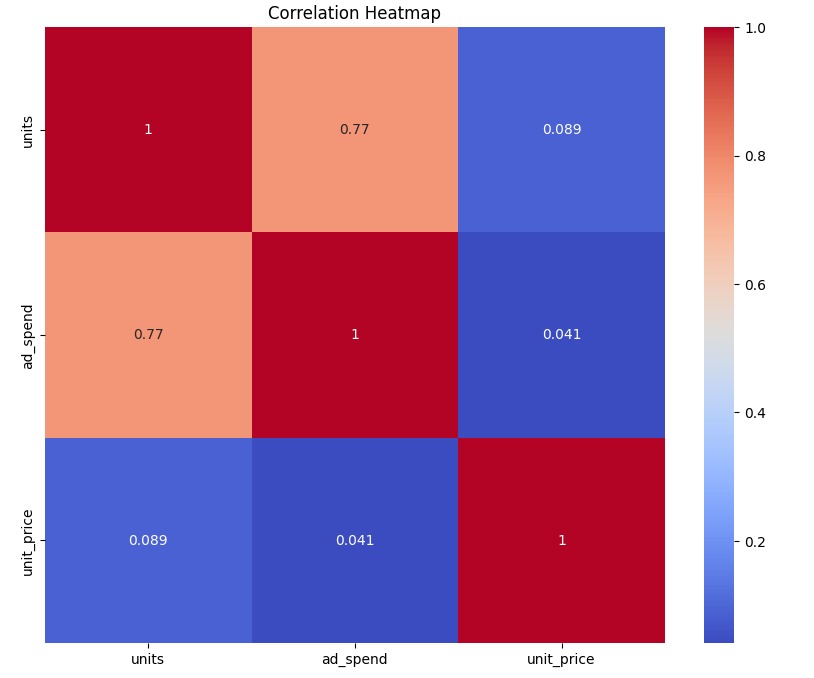 Correlation Heatmap
units
1
0.77
0.089
ad_spend
0.77
1
0.041
unit_price
0.089
0.041
1
units
ad_spend
unit_price
1.0
0.8
0.6
0.4
0.2